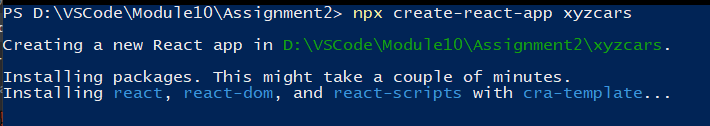 PS D:\VSCode\Module10\Assignment2> npx create-react-app xyzcars
Creating a new React app in D:\VSCode\Module10\Assignment2\xyzcars.
Installing packages. This might take a couple of minutes.
Installing react, react-dom, and react-scripts with cra-template...